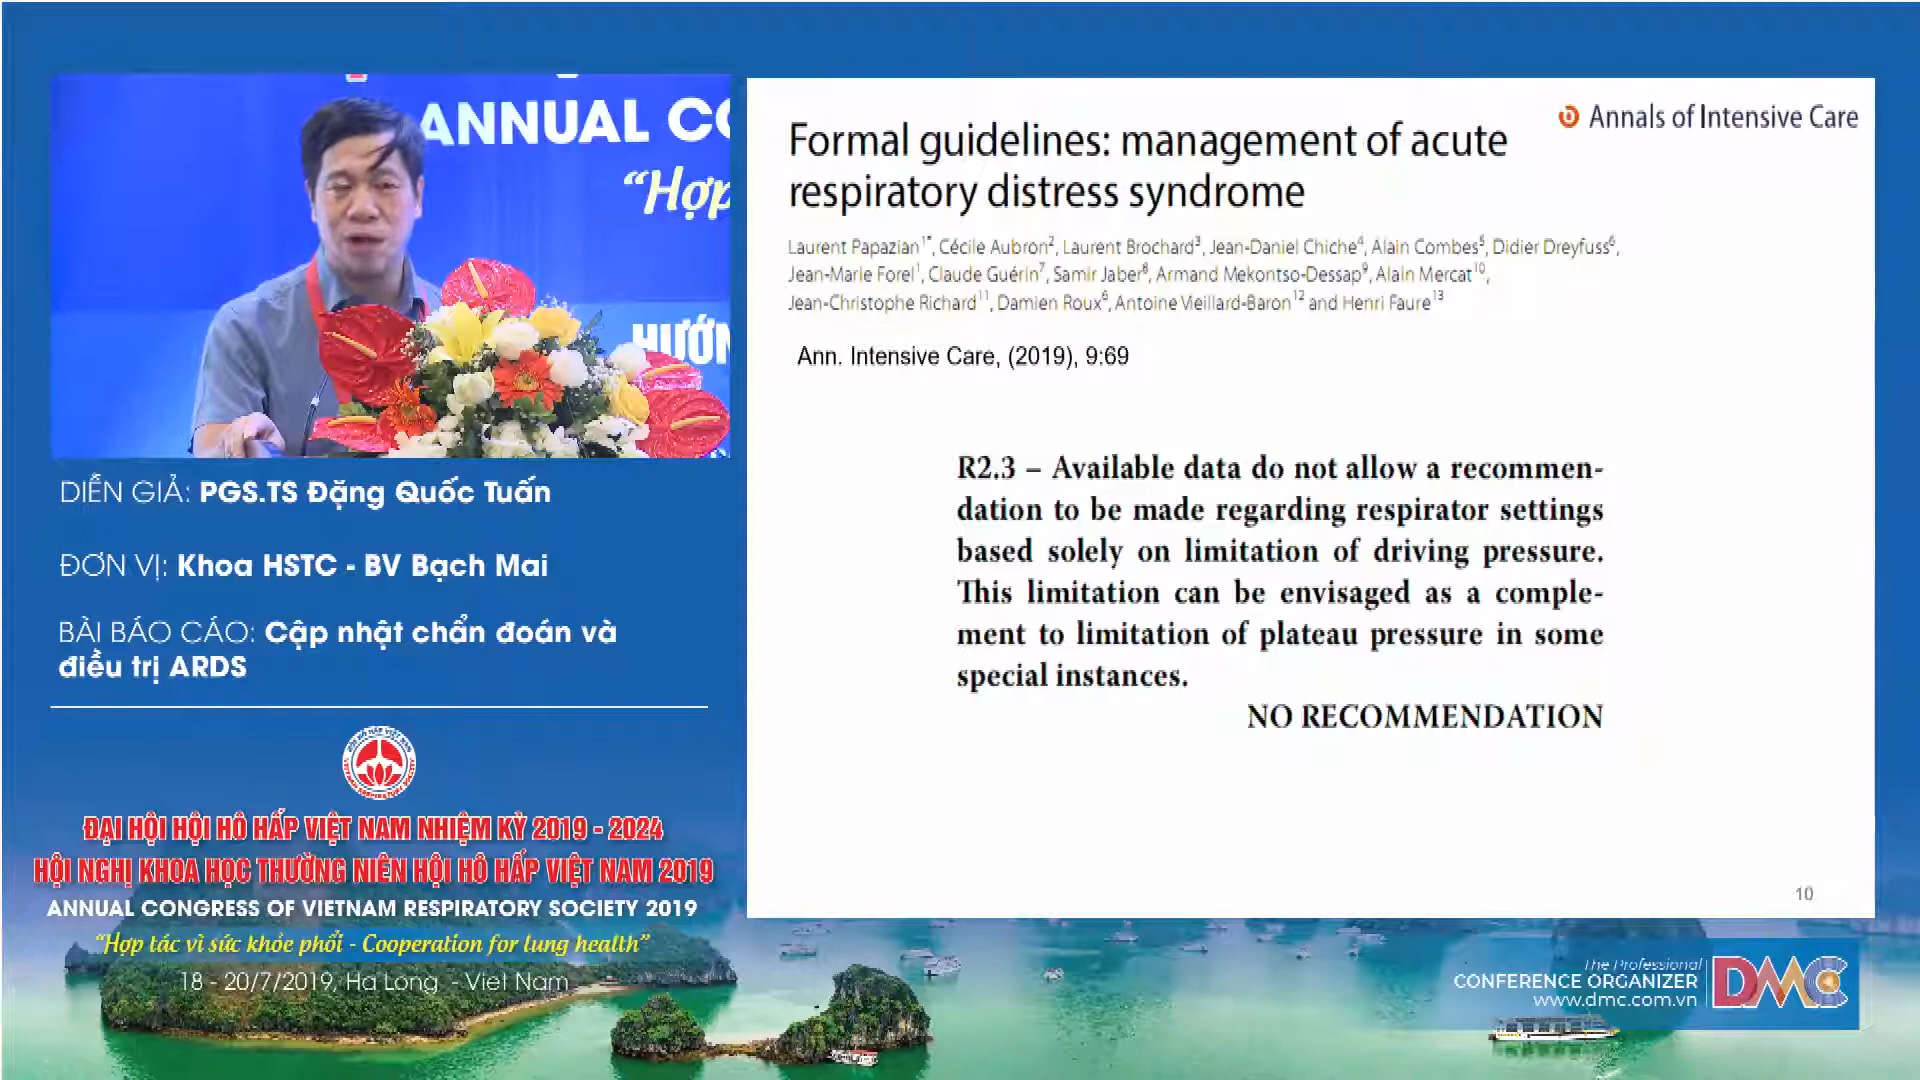 ANNUAL CO
“Hợp
HƯỚN
DIỄN GIẢ: PGS.TS Đặng Quốc Tuấn
ĐƠN VỊ: Khoa HSTC - BV Bạch Mai
BÀI BÁO CÁO: Cập nhật chẩn đoán và
điều trị ARDS
HỘI HÔ HẤP VIỆT NAM
VIETNAM RESPIRATORY SOCIETY
ĐẠI HỘI HỘI HÔ HẤP VIỆT NAM NHIỆM KỲ 2019 - 2024
HỘI NGHỊ KHOA HỌC THƯỜNG NIÊN HỘI HÔ HẤP VIỆT NAM 2019
ANNUAL CONGRESS OF VIETNAM RESPIRATORY SOCIETY 2019
“Hợp tác vì sức khỏe phổi - Cooperation for lung health”
18 - 20/7/2019, Ha Long - Viet Nam
Annals of Intensive Care
Formal guidelines: management of acute
respiratory distress syndrome
Laurent Papazian1*, Cécile Aubron2, Laurent Brochard3, Jean-Daniel Chiche4, Alain Combes5, Didier Dreyfuss6,
Jean-Marie Forel1, Claude Guérin7, Samir Jaber8, Armand Mekontso-Dessap9, Alain Mercat10,
Jean-Christophe Richard11, Damien Roux6, Antoine Vieillard-Baron12 and Henri Faure13
Ann. Intensive Care, (2019), 9:69
R2.3 – Available data do not allow a recommen-
dation to be made regarding respirator settings
based solely on limitation of driving pressure.
This limitation can be envisaged as a comple-
ment to limitation of plateau pressure in some
special instances.
NO RECOMMENDATION
10
The Professional
CONFERENCE ORGANIZER
www.dmc.com.vn
DMC